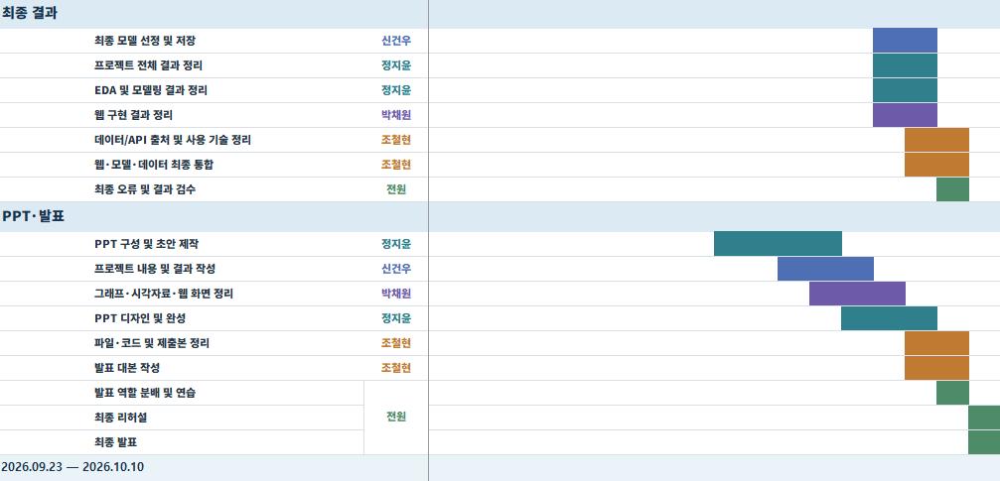 최종 결과
최종 모델 선정 및 저장 신건우
프로젝트 전체 결과 정리 정지윤
EDA 및 모델링 결과 정리 정지윤
웹 구현 결과 정리 박채원
데이터/API 출처 및 사용 기술 정리 조철현
웹·모델·데이터 최종 통합 조철현
최종 오류 및 결과 검수 전원
PPT·발표
PPT 구성 및 초안 제작 정지윤
프로젝트 내용 및 결과 작성 신건우
그래프·시각자료·웹 화면 정리 박채원
PPT 디자인 및 완성 정지윤
파일·코드 및 제출본 정리 조철현
발표 대본 작성 조철현
발표 역할 분배 및 연습
최종 리허설 전원
최종 발표
2026.09.23 — 2026.10.10